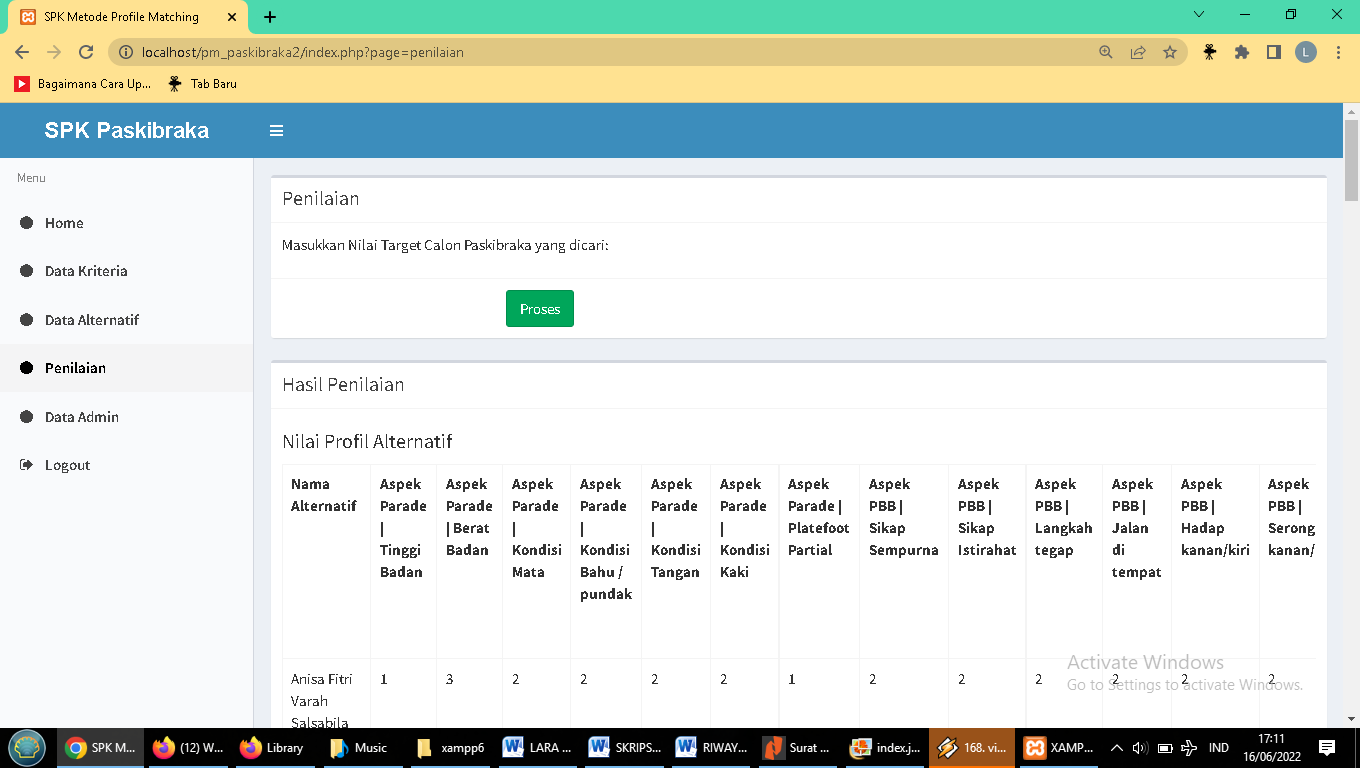 SPK Metode Profile Matching
localhost/pm_paskibraka2/index.php?page=penilaian
L
Bagaimana Cara Up...
Tab Baru
SPK Paskibraka
Menu
Home
Data Kriteria
Data Alternatif
Penilaian
Data Admin
Logout
Penilaian
Masukkan Nilai Target Calon Paskibraka yang dicari:
Proses
Hasil Penilaian
Nilai Profil Alternatif
Nama Alternatif
Aspek Parade | Tinggi Badan
Aspek Parade | Berat Badan
Aspek Parade | Kondisi Mata
Aspek Parade | Kondisi Bahu / pundak
Aspek Parade | Kondisi Tangan
Aspek Parade | Kondisi Kaki
Aspek Parade | Platefoot Partial
Aspek PBB | Sikap Sempurna
Aspek PBB | Sikap Istirahat
Aspek PBB | Langkah tegap
Aspek PBB | Jalan di tempat
Aspek PBB | Hadap kanan/kiri
Aspek PBB | Serong kanan/
Anisa Fitri Varah Salsabila
1 3 2 2 2 2 1 2 2 2 2 2 2
Activate Windows
Go to Settings to activate Windows.
SPK M...
(12) W...
Library
Music
xampp6
LARA ...
SKRIPS...
RIWAY...
Surat ...
index.j...
168. vi...
XAMP...
IND
17:11
16/06/2022